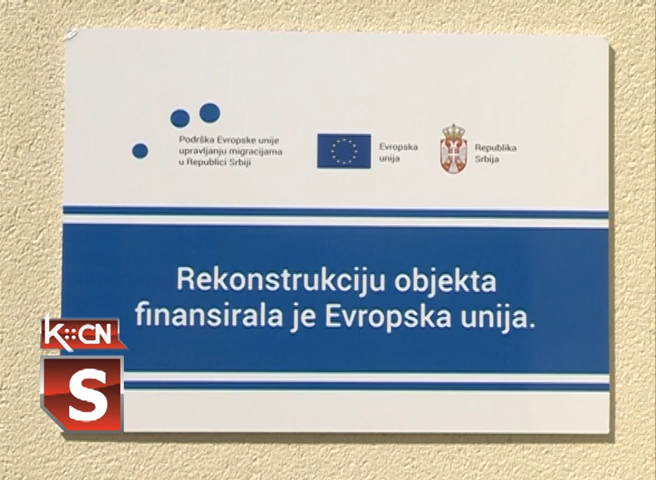 Podrška Evropske unije
upravljanju migracijama
u Republici Srbiji
Evropska
unija
Republika
Srbija
Rekonstrukciju objekta
finansirala je Evropska unija.
K::CN
S